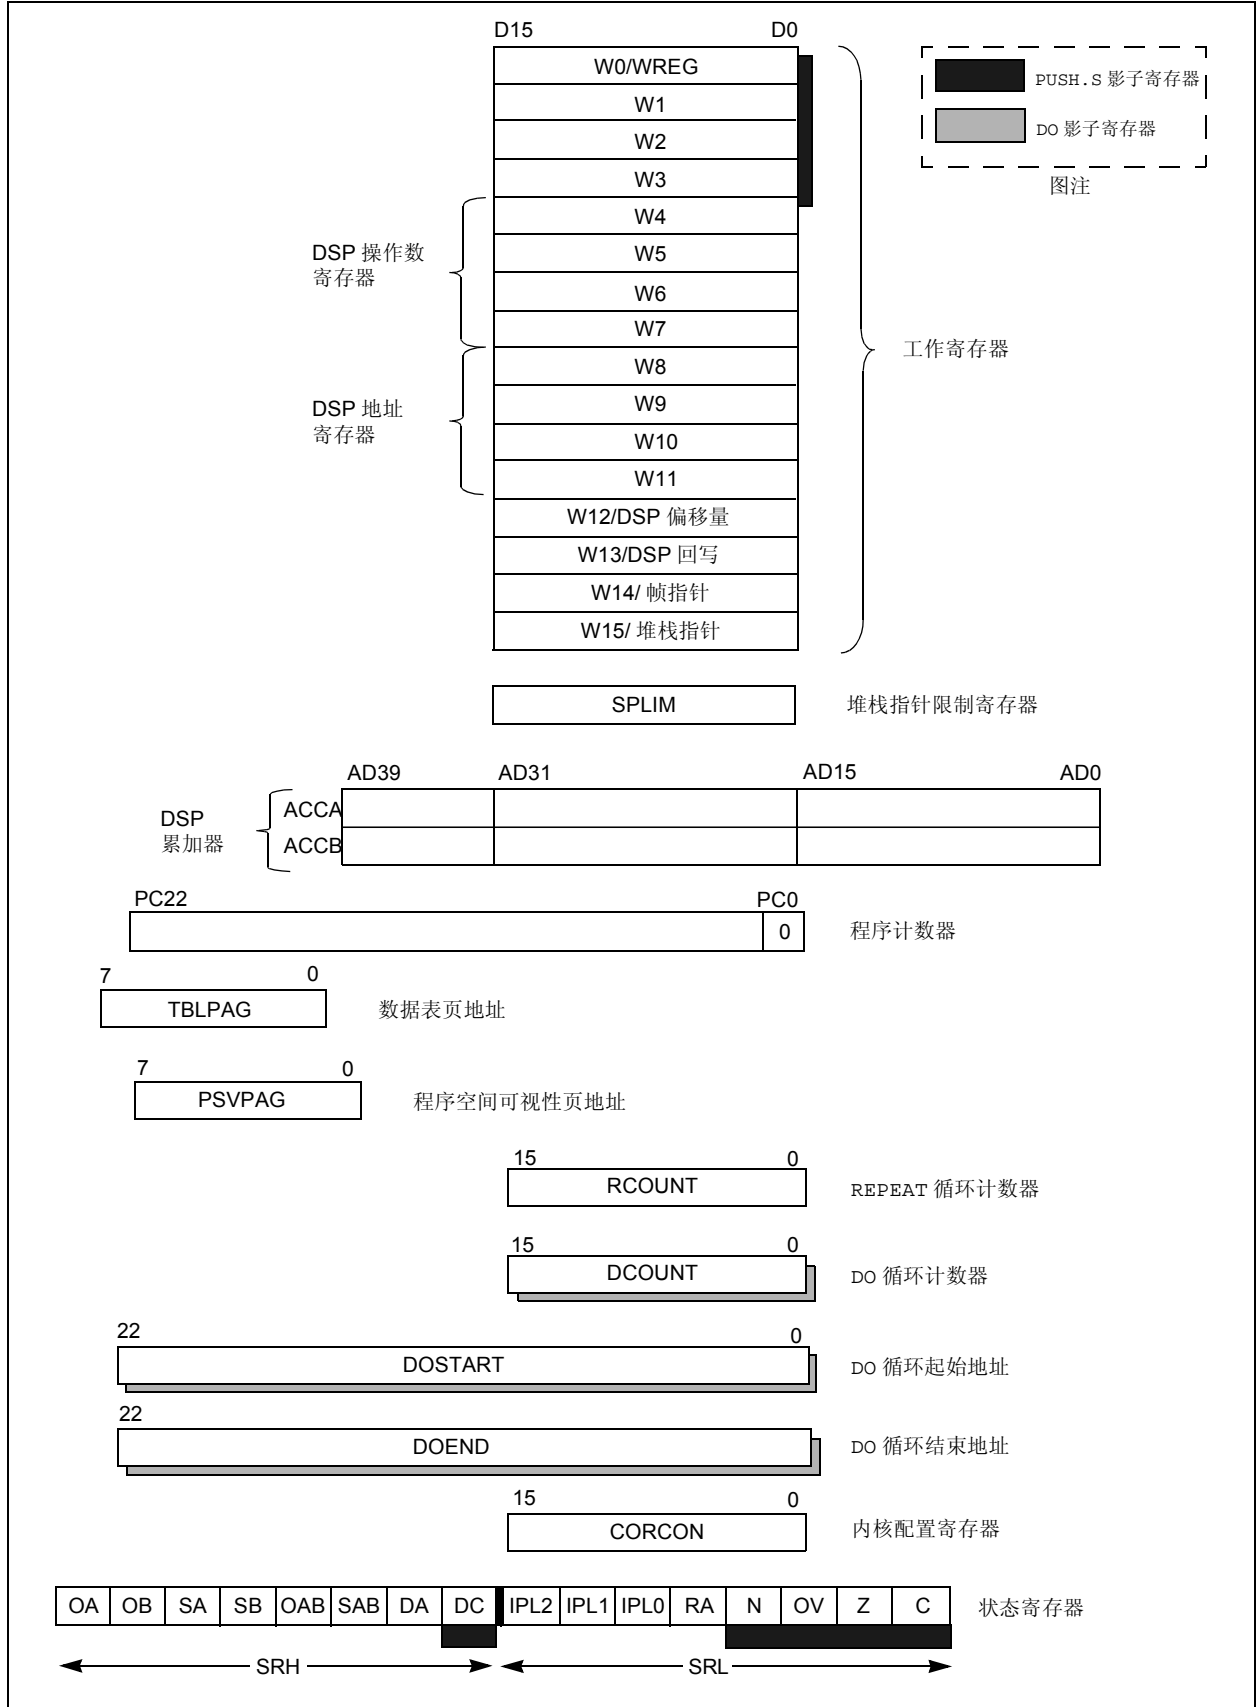 D15 D0
W0/WREG
W1
W2
W3
W4
W5
W6
W7
W8
W9
W10
W11
W12/DSP 偏移量
W13/DSP 回写
W14/ 帧指针
W15/ 堆栈指针
PUSH.S 影子寄存器
DO 影子寄存器
图注
DSP 操作数
寄存器
DSP 地址
寄存器
工作寄存器
SPLIM 堆栈指针限制寄存器
AD39 AD31 AD15 AD0
DSP
累加器
ACCA
ACCB
PC22 PC0
0 程序计数器
7 0
TBLPAG 数据表页地址
7 0
PSVPAG 程序空间可视性页地址
15 0
RCOUNT REPEAT 循环计数器
15 0
DCOUNT DO 循环计数器
22 0
DOSTART DO 循环起始地址
22
DOEND DO 循环结束地址
15 0
CORCON 内核配置寄存器
OA OB SA SB OAB SAB DA DC IPL2 IPL1 IPL0 RA N OV Z C 状态寄存器
SRH SRL